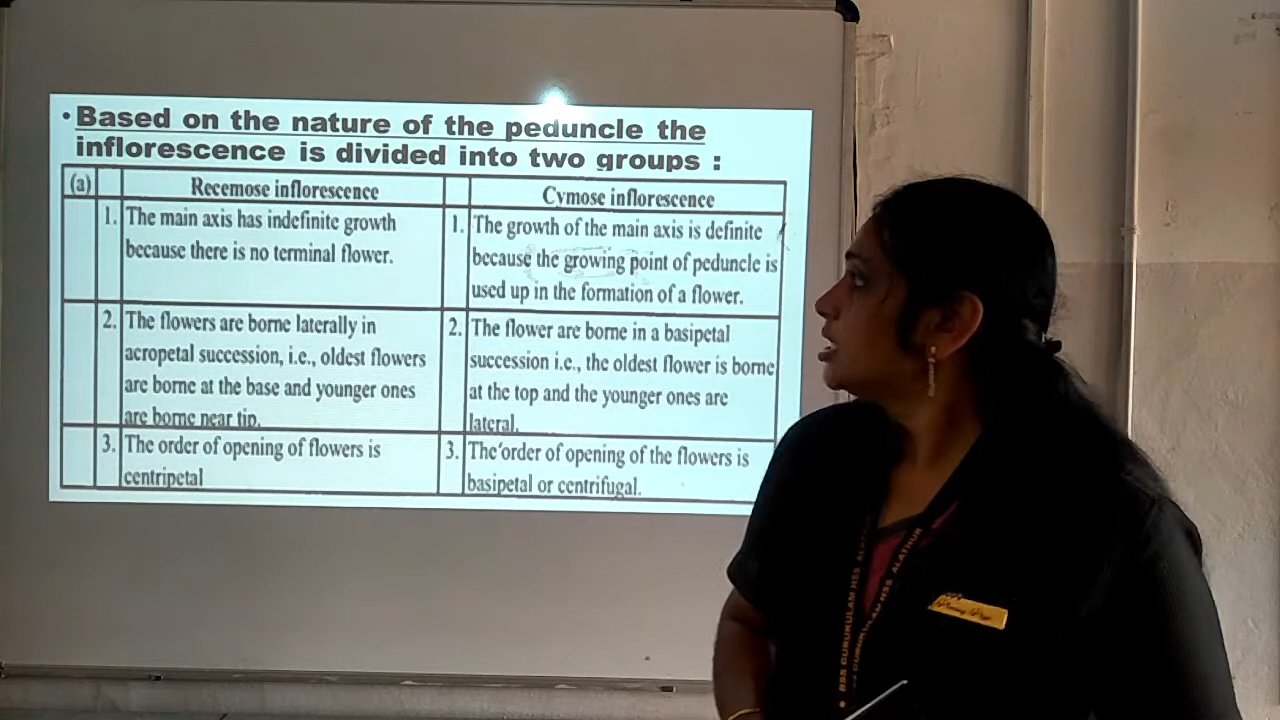 • Based on the nature of the peduncle the
inflorescence is divided into two groups :
(a) Recemose inflorescence Cymose inflorescence
1. The main axis has indefinite growth
because there is no terminal flower.
1. The growth of the main axis is definite
because the growing point of peduncle is
used up in the formation of a flower.
2. The flowers are borne laterally in
acropetal succession, i.e., oldest flowers
are borne at the base and younger ones
are borne near tip.
2. The flower are borne in a basipetal
succession i.e., the oldest flower is borne
at the top and the younger ones are
lateral.
3. The order of opening of flowers is
centripetal
3. The order of opening of the flowers is
basipetal or centrifugal.
BSS GURUKULAM HSS ALATHUR